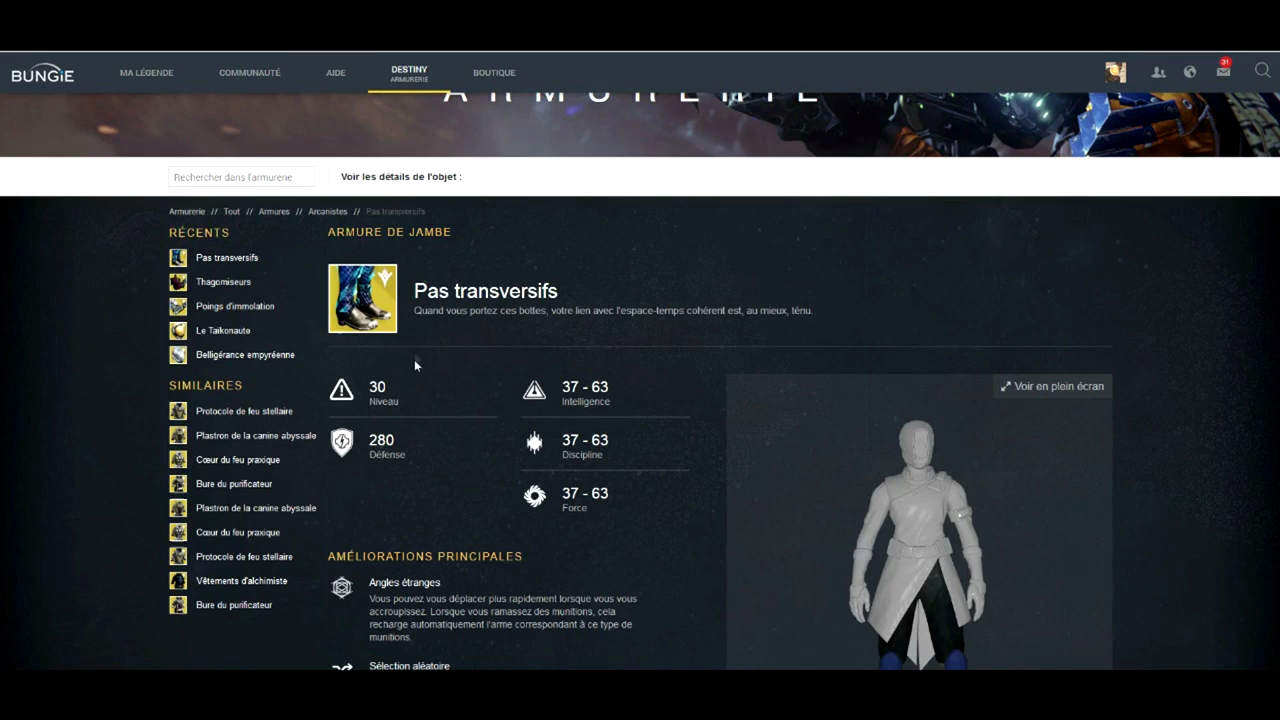 BUNGiE
MA LÉGENDE
COMMUNAUTÉ
AIDE
DESTINY
ARMURERIE
BOUTIQUE
31
ARMURERIE
Rechercher dans l'armurerie
Voir les détails de l'objet :
Armurerie // Tout // Armures // Arcanistes // Pas transversifs
RÉCENTS
Pas transversifs
Thagomiseurs
Poings d'immolation
Le Taïkonaute
Belligérance empyréenne
SIMILAIRES
Protocole de feu stellaire
Plastron de la canine abyssale
Cœur du feu praxique
Bure du purificateur
Plastron de la canine abyssale
Cœur du feu praxique
Protocole de feu stellaire
Vêtements d'alchimiste
Bure du purificateur
ARMURE DE JAMBE
Pas transversifs
Quand vous portez ces bottes, votre lien avec l'espace-temps cohérent est, au mieux, ténu.
30
Niveau
280
Défense
37 - 63
Intelligence
37 - 63
Discipline
37 - 63
Force
Voir en plein écran
AMÉLIORATIONS PRINCIPALES
Angles étranges
Vous pouvez vous déplacer plus rapidement lorsque vous vous
accroupissez. Lorsque vous ramassez des munitions, cela
recharge automatiquement l'arme correspondant à ce type de
munitions.
Sélection aléatoire